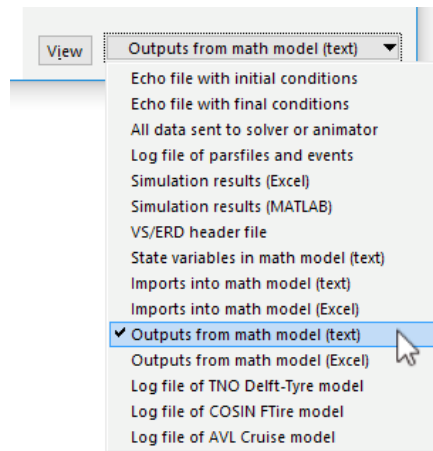 View
Outputs from math model (text)
Echo file with initial conditions
Echo file with final conditions
All data sent to solver or animator
Log file of parsfiles and events
Simulation results (Excel)
Simulation results (MATLAB)
VS/ERD header file
State variables in math model (text)
Imports into math model (text)
Imports into math model (Excel)
Outputs from math model (text)
Outputs from math model (Excel)
Log file of TNO Delft-Tyre model
Log file of COSIN FTire model
Log file of AVL Cruise model